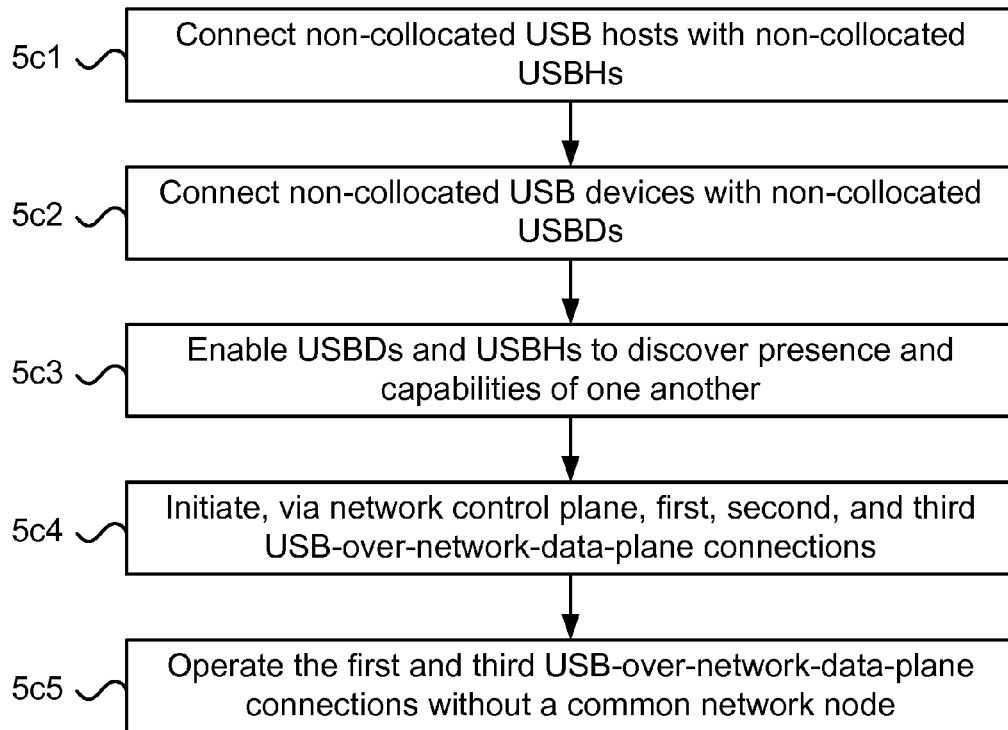 5c1
Connect non-collocated USB hosts with non-collocated
USBHs
5c2
Connect non-collocated USB devices with non-collocated
USBDs
5c3
Enable USBDs and USBHs to discover presence and
capabilities of one another
5c4
Initiate, via network control plane, first, second, and third
USB-over-network-data-plane connections
5c5
Operate the first and third USB-over-network-data-plane
connections without a common network node